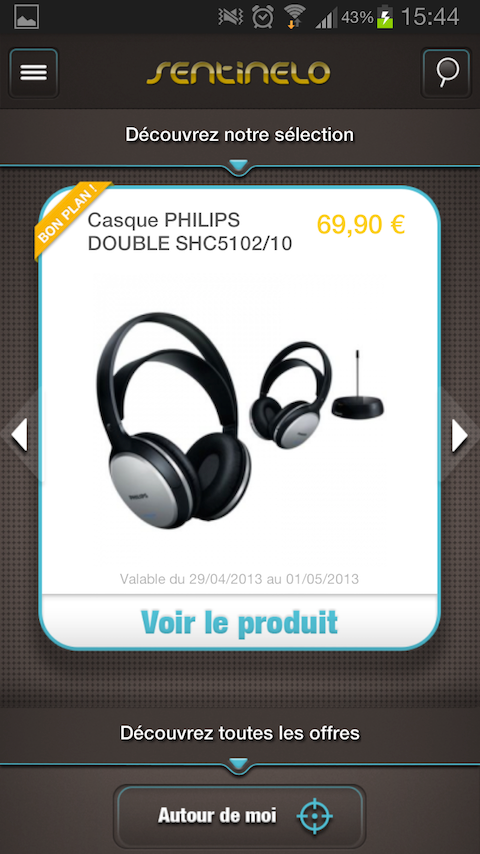 43% 15:44
SENTINELO
Découvrez notre sélection
BON PLAN !
Casque PHILIPS
DOUBLE SHC5102/10
69,90 €
PHILIPS
Valable du 29/04/2013 au 01/05/2013
Voir le produit
Découvrez toutes les offres
Autour de moi